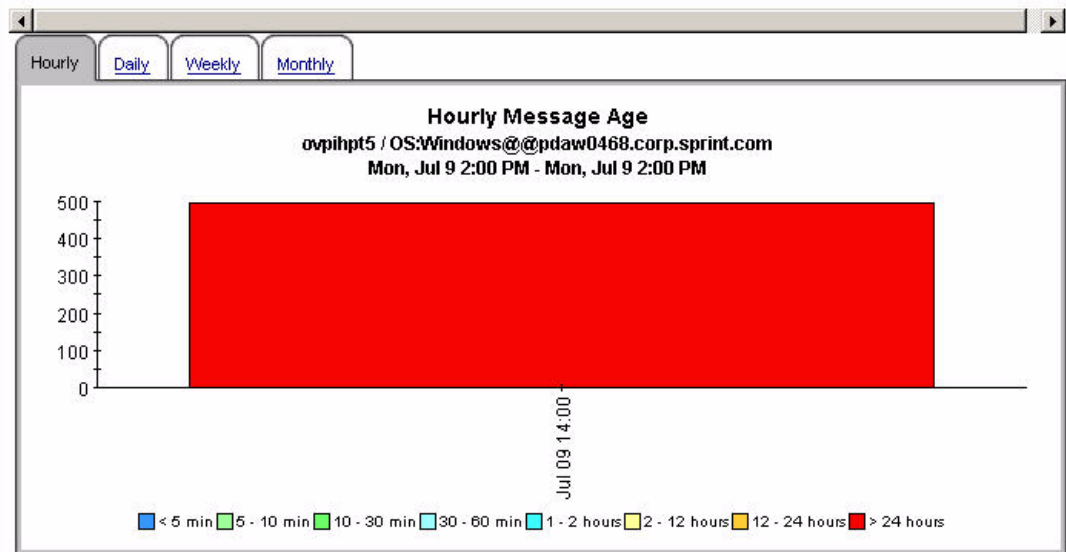 Hourly Daily Weekly Monthly
Hourly Message Age
ovpihpt5 / OS:Windows@@pdaw0468.corp.sprint.com
Mon, Jul 9 2:00 PM - Mon, Jul 9 2:00 PM
500
400
300
200
100
0
Jul 09 14:00
< 5 min 5 - 10 min 10 - 30 min 30 - 60 min 1 - 2 hours 2 - 12 hours 12 - 24 hours > 24 hours